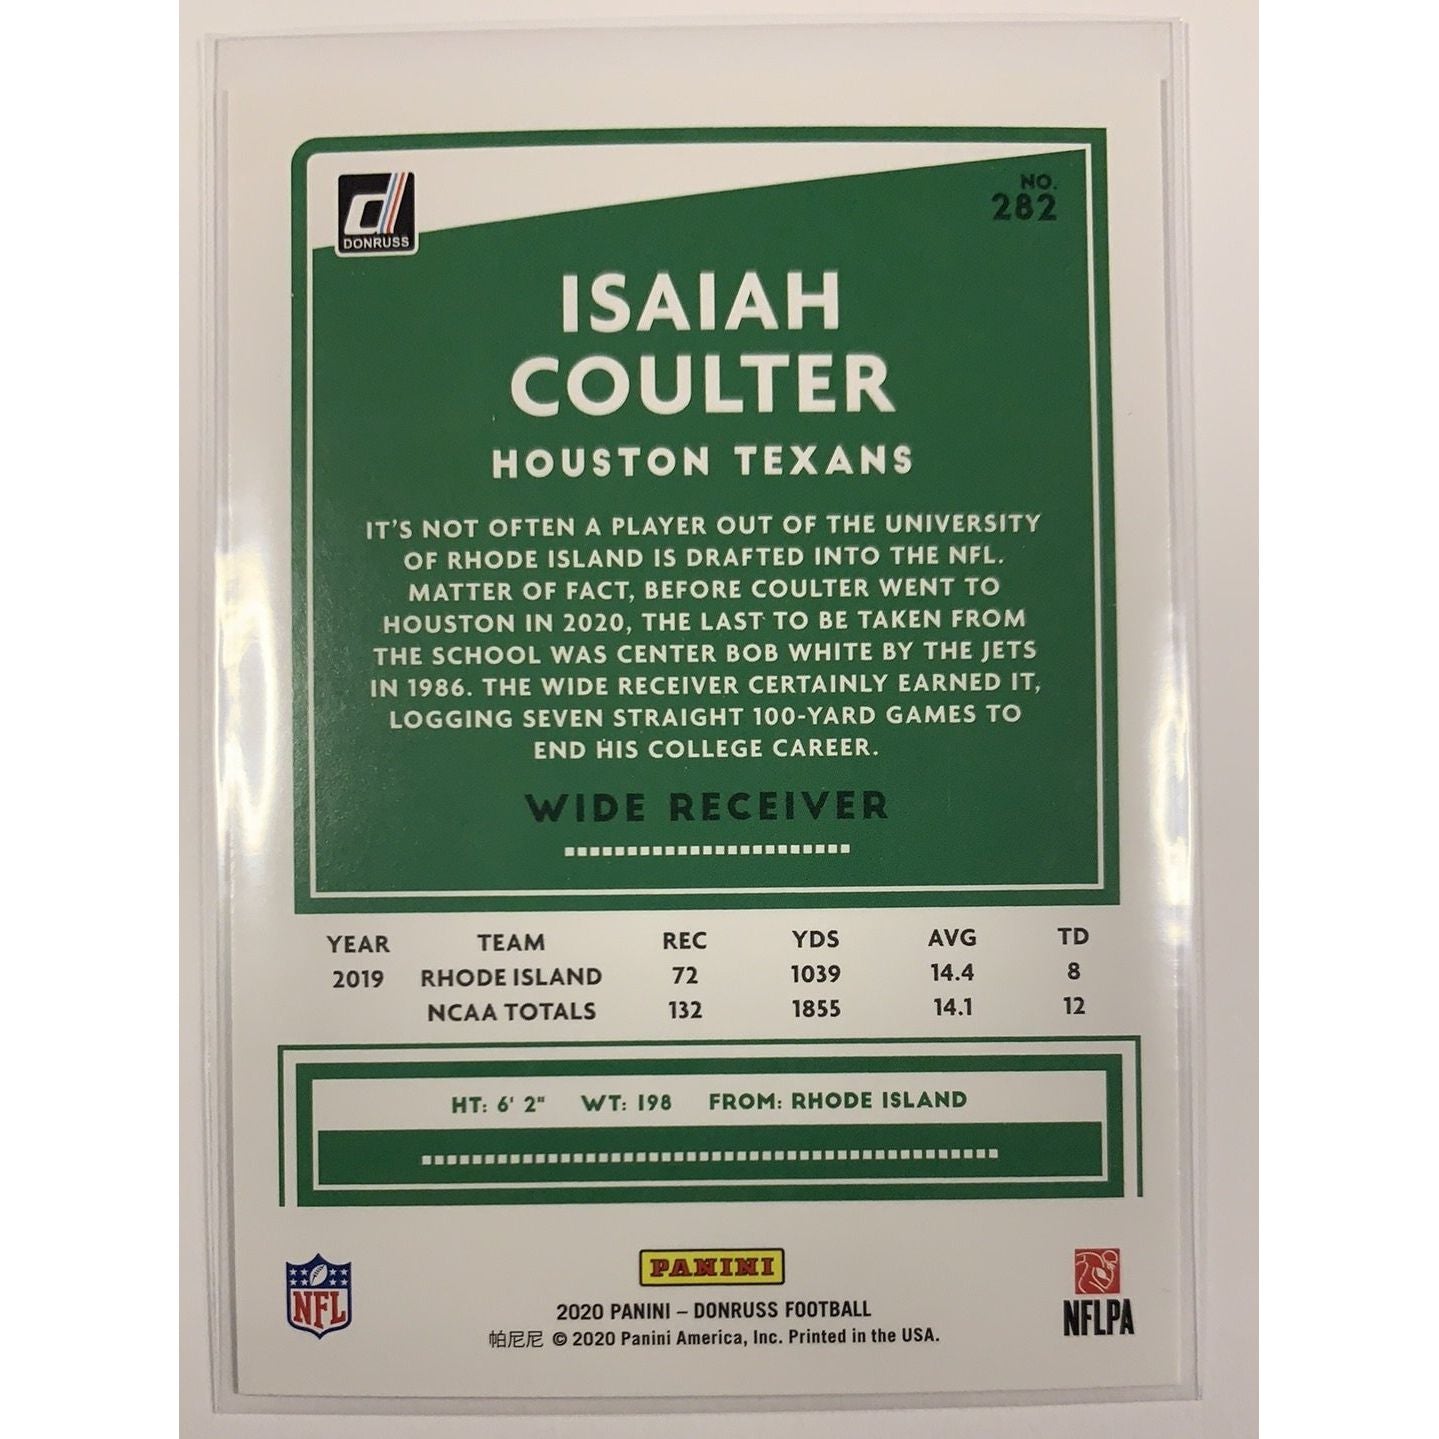 DONRUSS
NO.
282
ISAIAH
COULTER
HOUSTON TEXANS
IT'S NOT OFTEN A PLAYER OUT OF THE UNIVERSITY
OF RHODE ISLAND IS DRAFTED INTO THE NFL.
MATTER OF FACT, BEFORE COULTER WENT TO
HOUSTON IN 2020, THE LAST TO BE TAKEN FROM
THE SCHOOL WAS CENTER BOB WHITE BY THE JETS
IN 1986. THE WIDE RECEIVER CERTAINLY EARNED IT,
LOGGING SEVEN STRAIGHT 100-YARD GAMES TO
END HIS COLLEGE CAREER.
WIDE RECEIVER
YEAR TEAM REC YDS AVG TD
2019 RHODE ISLAND 72 1039 14.4 8
NCAA TOTALS 132 1855 14.1 12
HT: 6' 2" WT: 198 FROM: RHODE ISLAND
NFL
PANINI
NFLPA
2020 PANINI – DONRUSS FOOTBALL
帕尼尼 © 2020 Panini America, Inc. Printed in the USA.